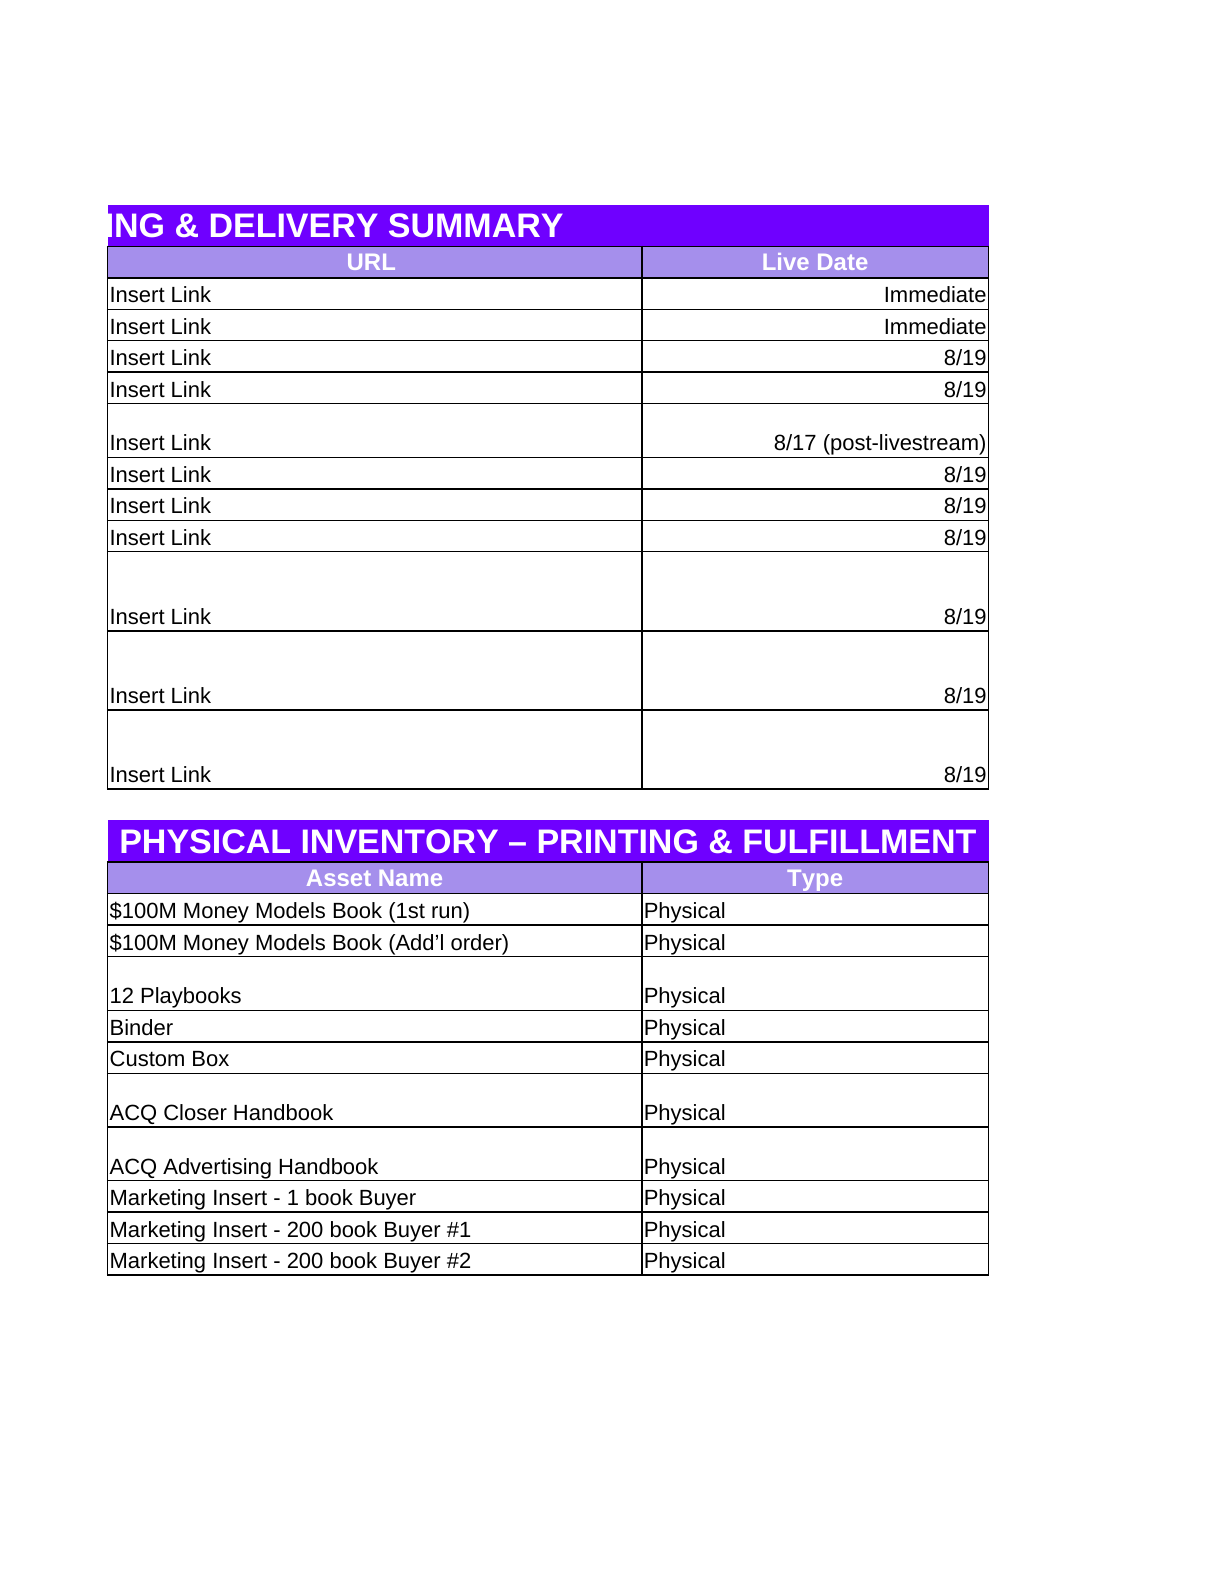 ING & DELIVERY SUMMARY
URL Live Date
Insert Link Immediate
Insert Link Immediate
Insert Link 8/19
Insert Link 8/19
Insert Link 8/17 (post-livestream)
Insert Link 8/19
Insert Link 8/19
Insert Link 8/19
Insert Link 8/19
Insert Link 8/19
Insert Link 8/19
PHYSICAL INVENTORY – PRINTING & FULFILLMENT
Asset Name Type
$100M Money Models Book (1st run) Physical
$100M Money Models Book (Add’l order) Physical
12 Playbooks Physical
Binder Physical
Custom Box Physical
ACQ Closer Handbook Physical
ACQ Advertising Handbook Physical
Marketing Insert - 1 book Buyer Physical
Marketing Insert - 200 book Buyer #1 Physical
Marketing Insert - 200 book Buyer #2 Physical